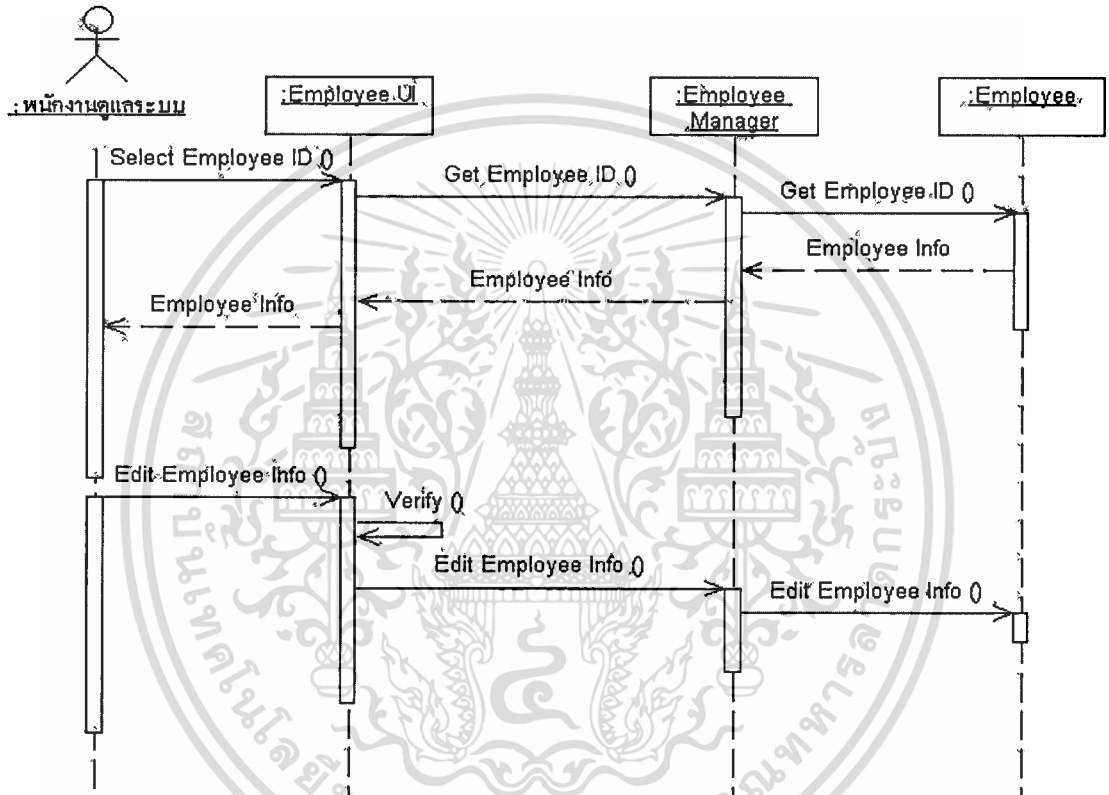 : พนักงานดูแลระบบ
:Employee UI
:Employee
Manager
:Employee
Select Employee ID ()
Get Employee ID ()
Get Employee ID ()
Employee Info
Employee Info
Employee Info
Edit Employee Info ()
Verify ()
Edit Employee Info ()
Edit Employee Info ()